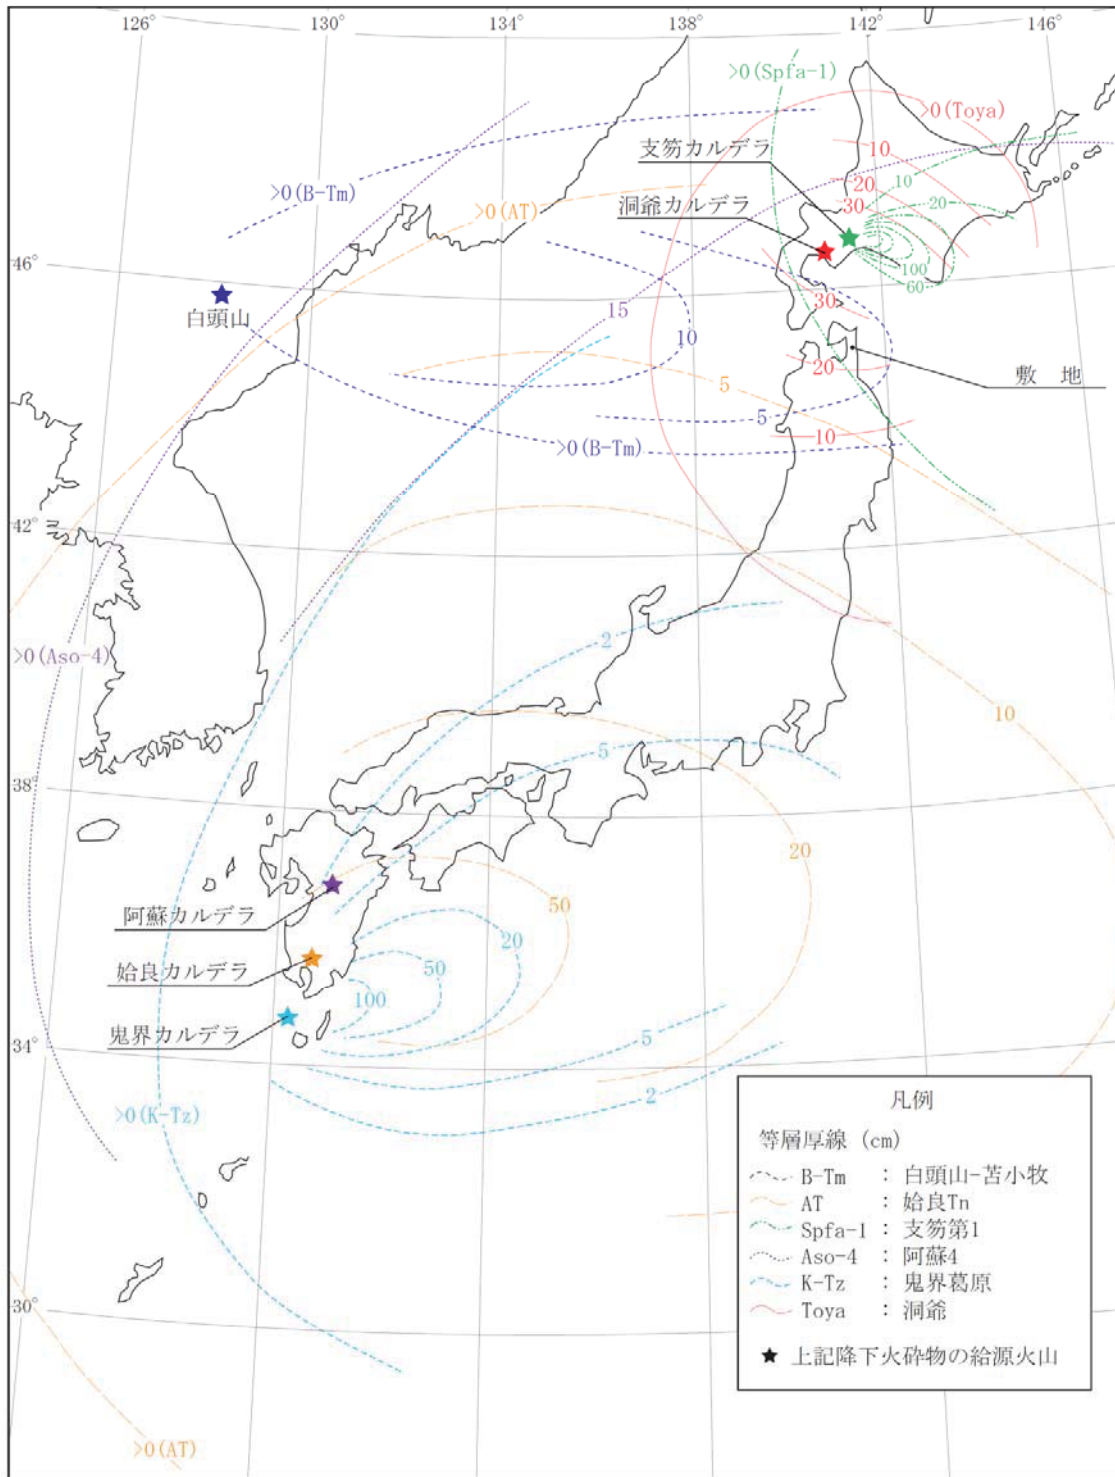 126° 130° 134° 138° 142° 146°
>0(Spfa-1)
>0(Toya)
支笏カルデラ
10
>0(B-Tm)
20
10
>0(AT)
洞爺カルデラ
30
20
46°
100
60
白頭山
15
30
10
20
敷 地
5
5
10
>0(B-Tm)
42°
2
>0(Aso-4)
10
5
38°
20
阿蘇カルデラ
50
20
始良カルデラ
50
100
鬼界カルデラ
34°
5
2
>0(K-Tz)
凡例
等層厚線 (cm)
B-Tm : 白頭山-苫小牧
AT : 姶良Tn
Spfa-1 : 支笏第1
Aso-4 : 阿蘇4
K-Tz : 鬼界葛原
Toya : 洞爺
★ 上記降下火砕物の給源火山
30°
>0(AT)